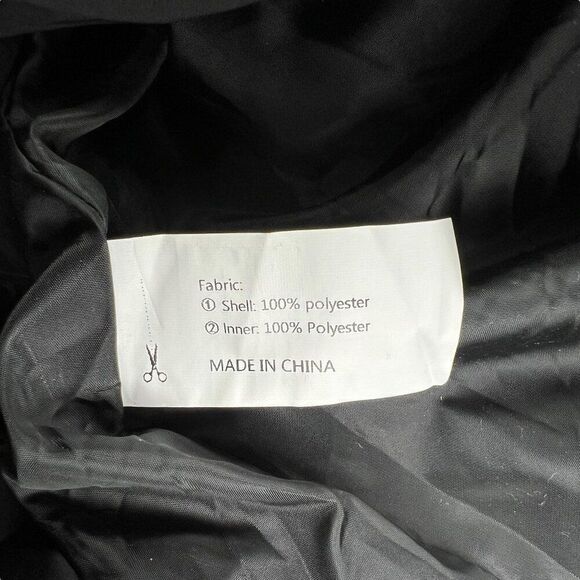 Fabric:
① Shell: 100% polyester
② Inner: 100% Polyester
MADE IN CHINA